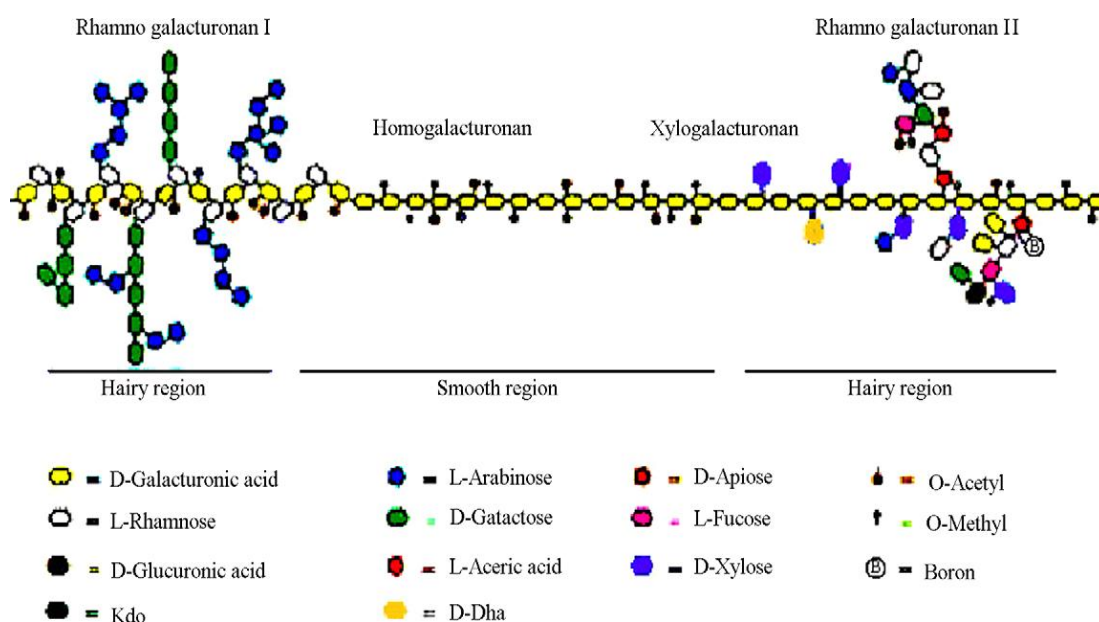 Rhamno galacturonan I
Rhamno galacturonan II
Homogalacturonan
Xylogalacturonan
B
Hairy region
Smooth region
Hairy region
D-Galacturonic acid
L-Arabinose
D-Apiose
O-Acetyl
L-Rhamnose
D-Gatactose
L-Fucose
O-Methyl
D-Glucuronic acid
L-Aceric acid
D-Xylose
B
Boron
Kdo
D-Dha